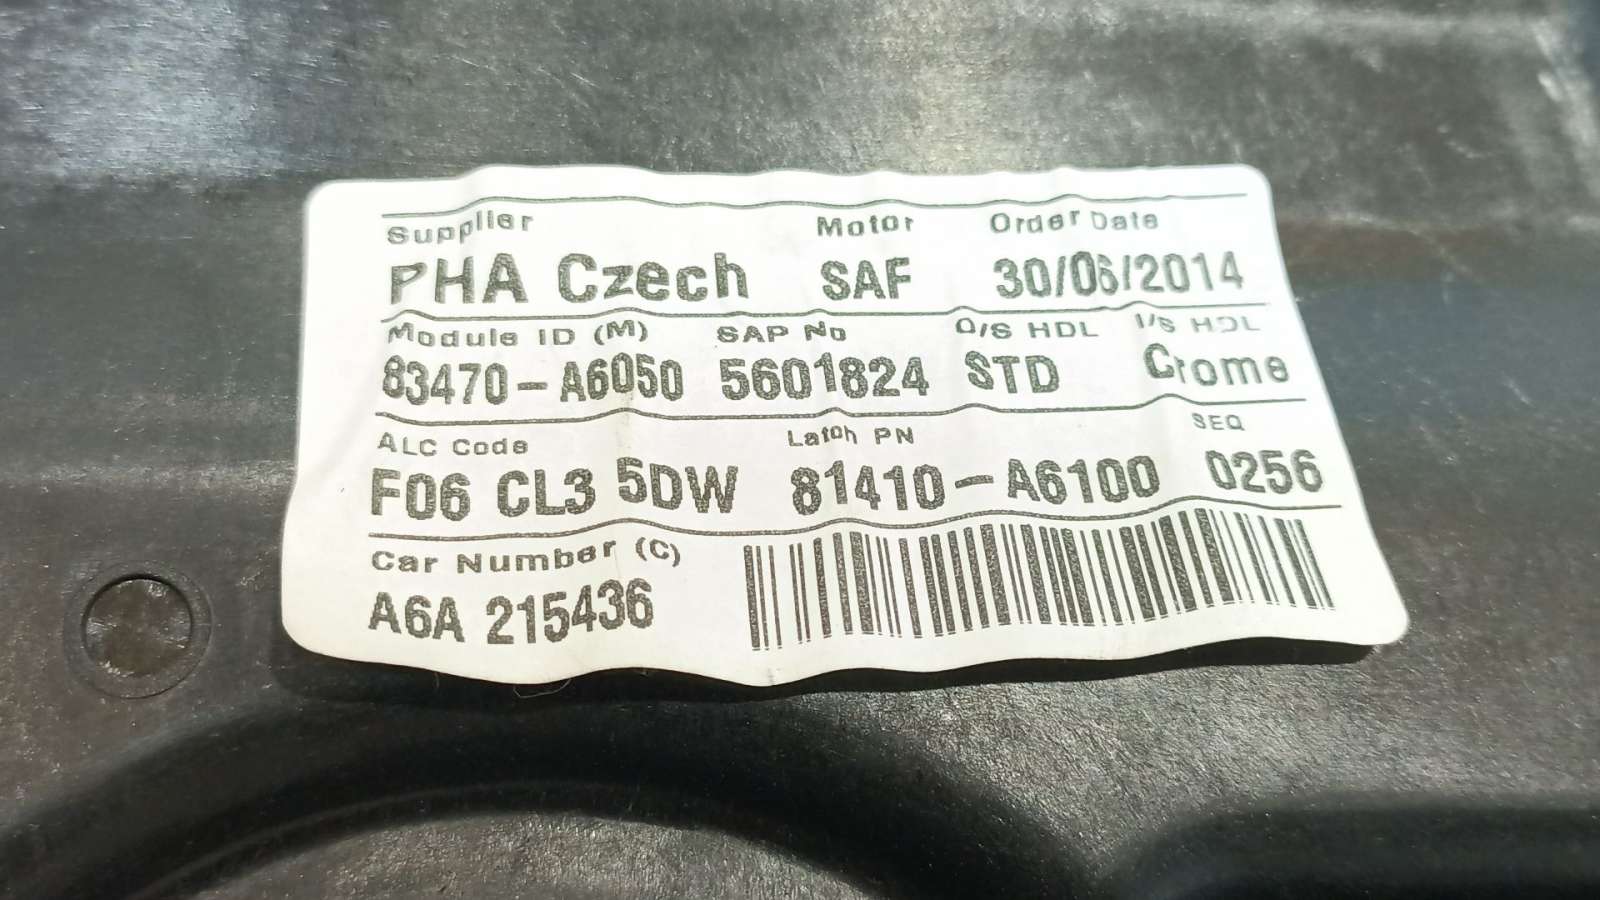 Supplier Motor Order Date
PHA Czech SAF 30/06/2014
Module ID (M) SAP No O/S HDL I/S HDL
83470-A6050 5601824 STD Crome
ALC Code Latch PN SEQ
F06 CL3 5DW 81410-A6100 0256
Car Number (C)
A6A 215436